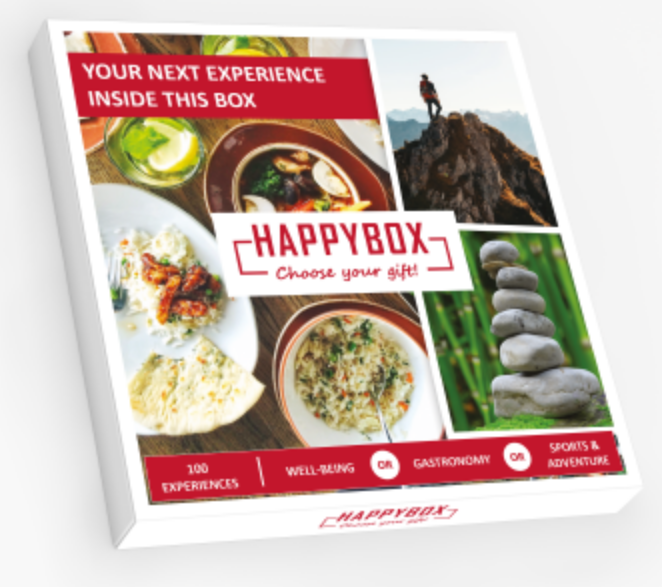 YOUR NEXT EXPERIENCE
INSIDE THIS BOX
HAPPYBOX
Choose your gift!
100
EXPERIENCES
WELL-BEING
OR
GASTRONOMY
OR
SPORTS &
ADVENTURE
HAPPYBOX
Choose your gift!